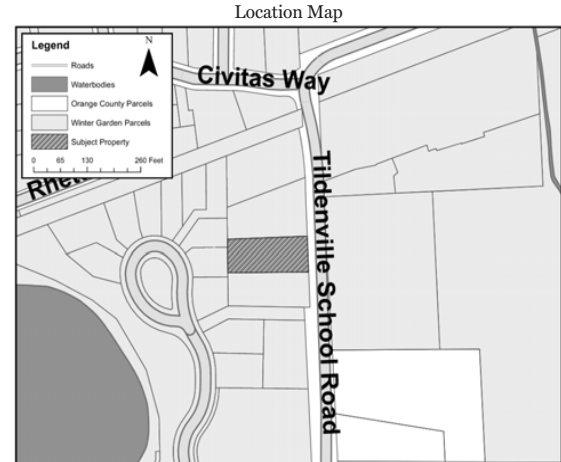 Location Map
Legend
N
Roads
Waterbodies
Orange County Parcels
Winter Garden Parcels
Subject Property
0 65 130 260 Feet
Civitas Way
Tildenville School Road